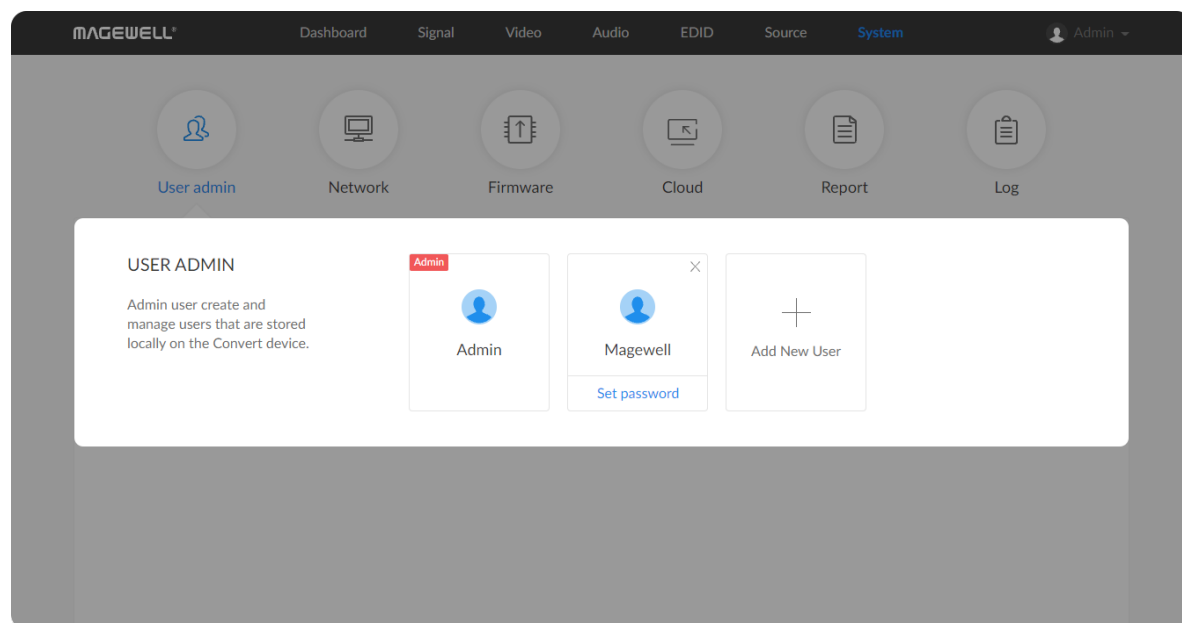 MAGEWELL®
Dashboard
Signal
Video
Audio
EDID
Source
System
Admin
User admin
Network
Firmware
Cloud
Report
Log
USER ADMIN
Admin user create and
manage users that are stored
locally on the Convert device.
Admin
Admin
Magewell
Set password
Add New User